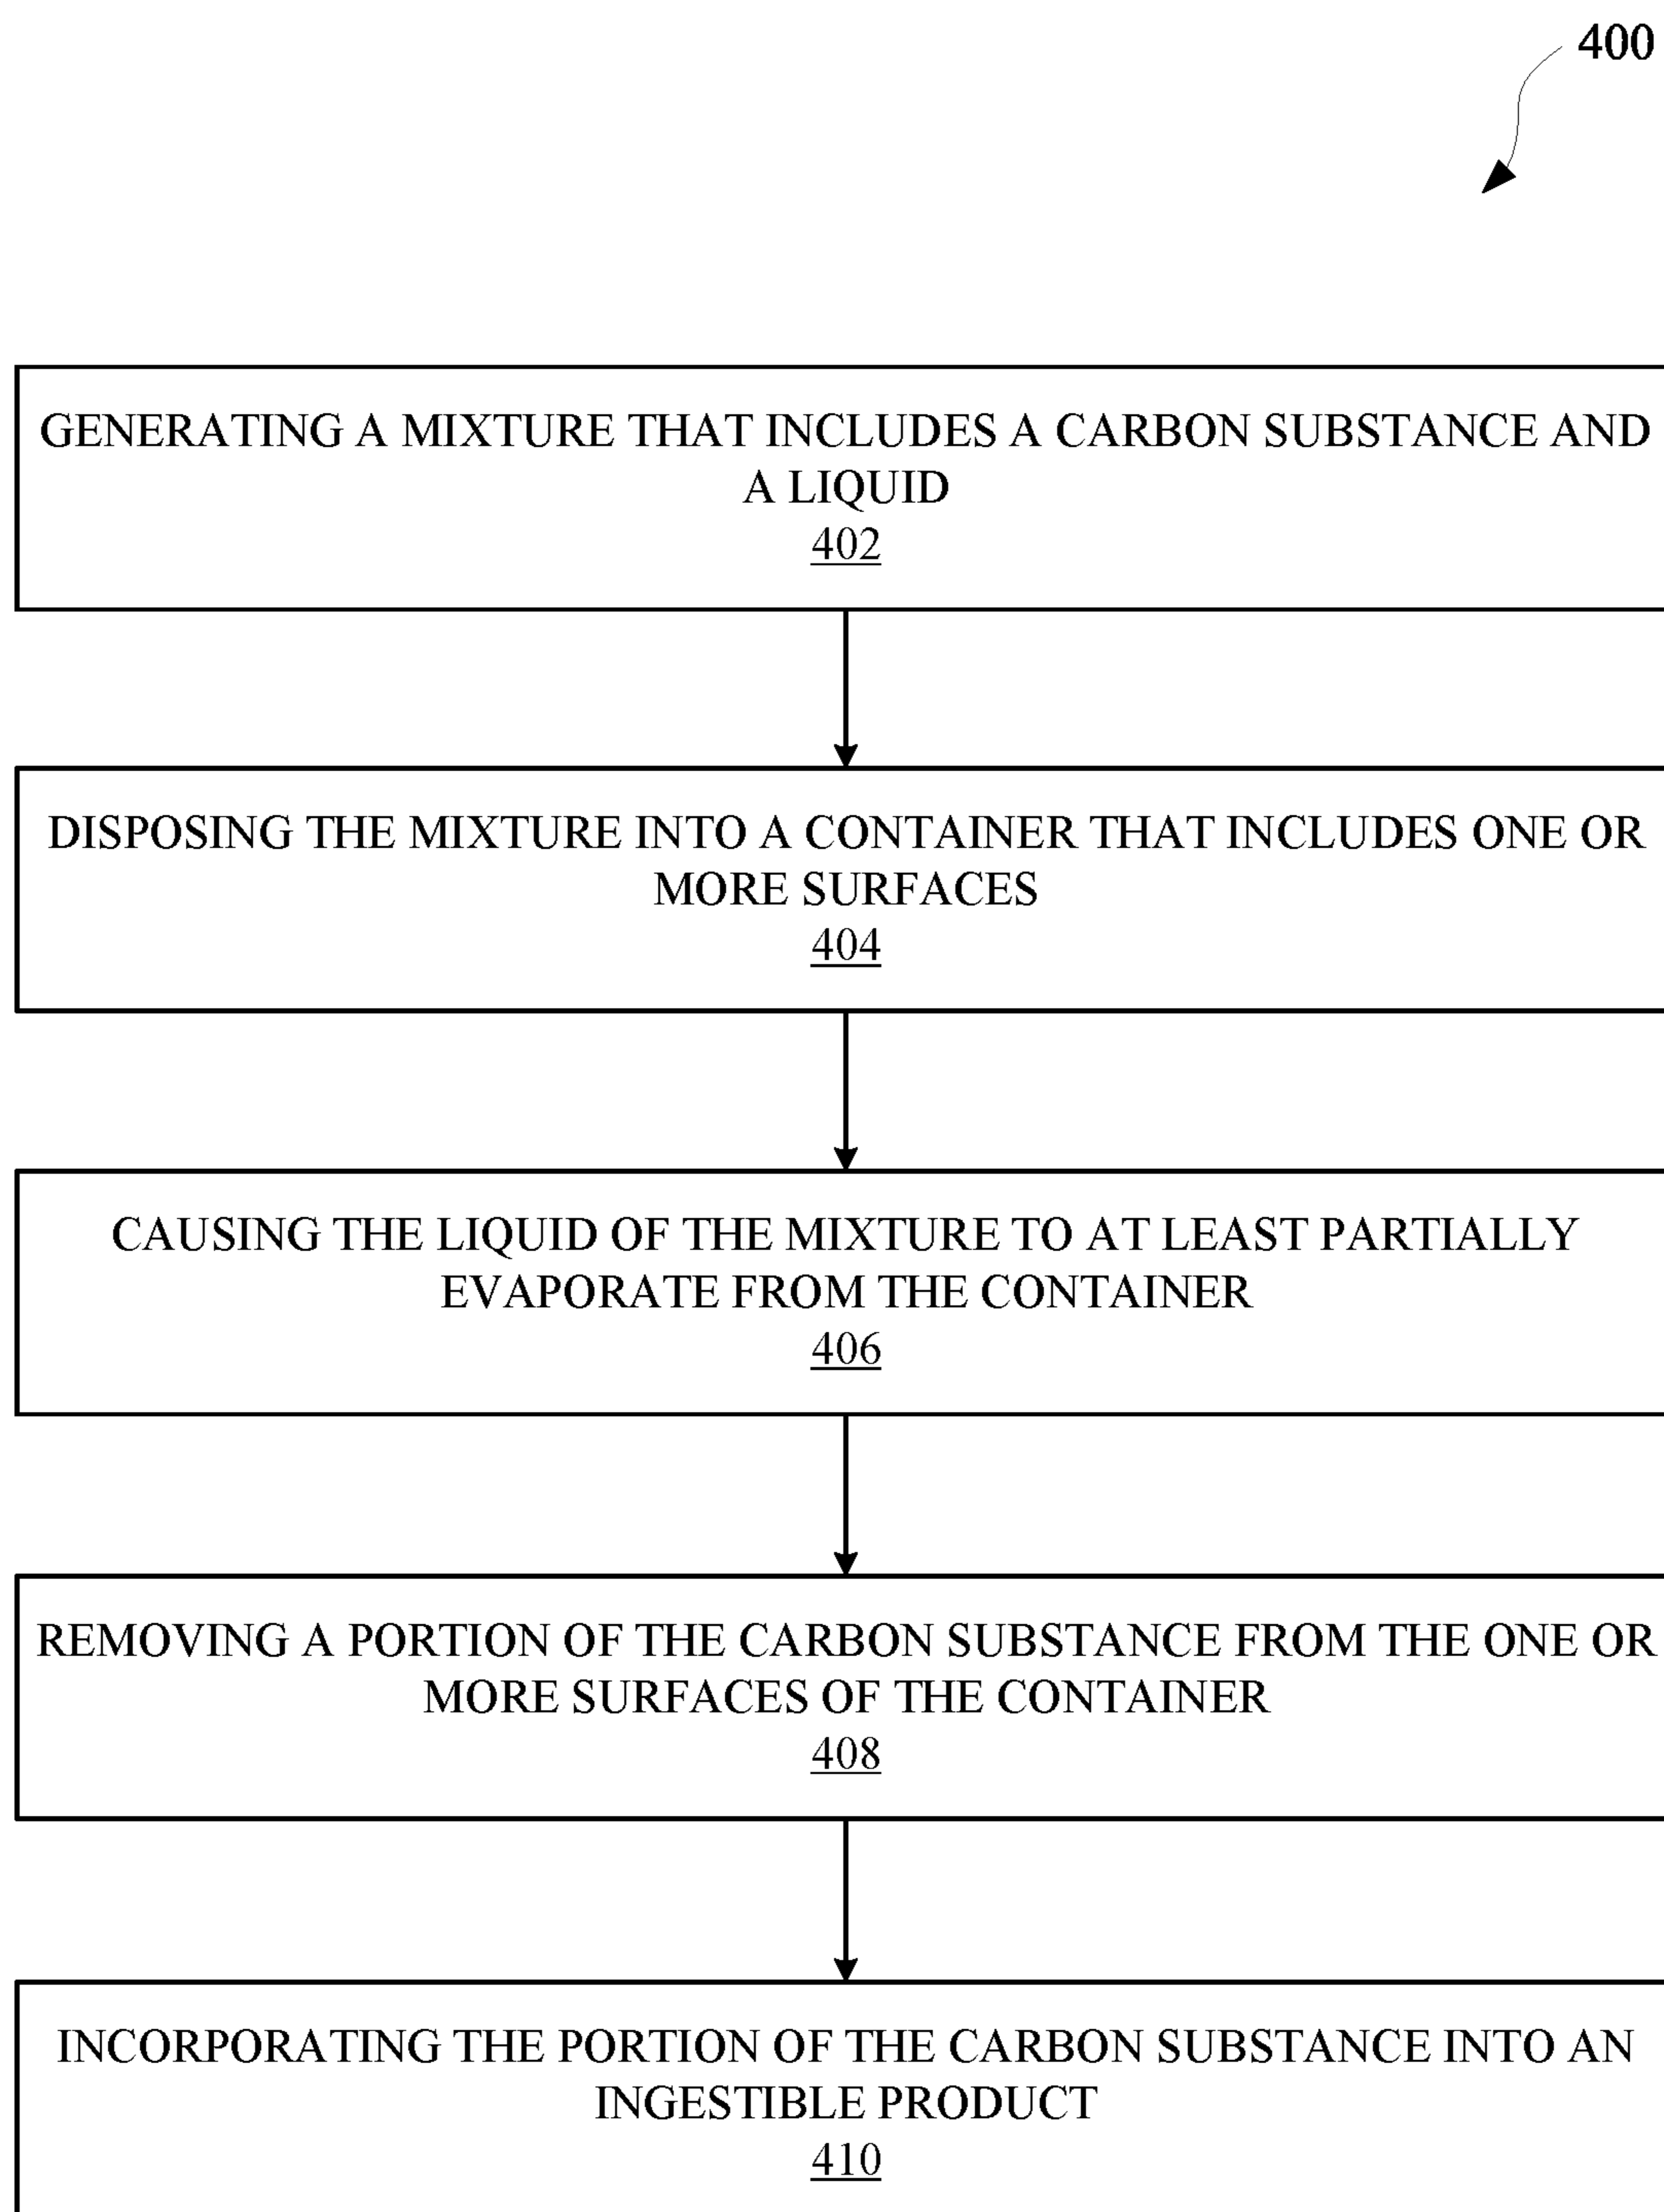 400
GENERATING A MIXTURE THAT INCLUDES A CARBON SUBSTANCE AND
A LIQUID
402
DISPOSING THE MIXTURE INTO A CONTAINER THAT INCLUDES ONE OR
MORE SURFACES
404
CAUSING THE LIQUID OF THE MIXTURE TO AT LEAST PARTIALLY
EVAPORATE FROM THE CONTAINER
406
REMOVING A PORTION OF THE CARBON SUBSTANCE FROM THE ONE OR
MORE SURFACES OF THE CONTAINER
408
INCORPORATING THE PORTION OF THE CARBON SUBSTANCE INTO AN
INGESTIBLE PRODUCT
410